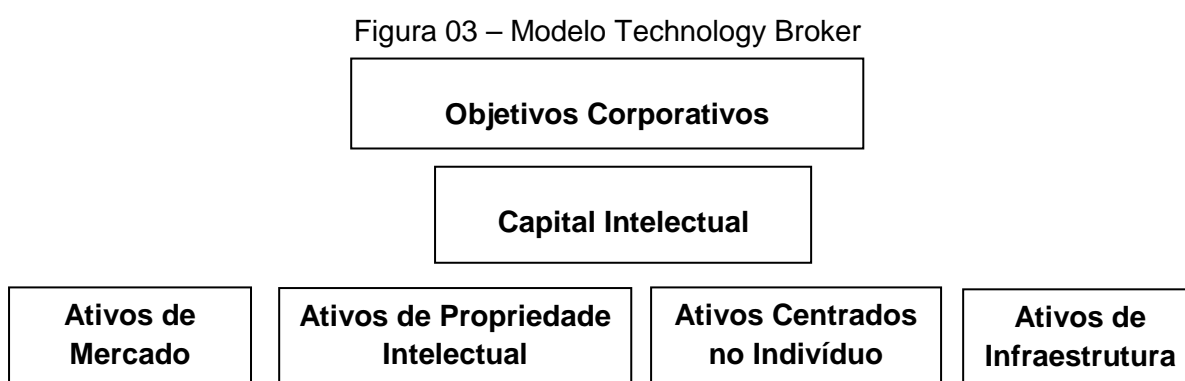 Figura 03 – Modelo Technology Broker
Objetivos Corporativos
Capital Intelectual
Ativos de
Mercado
Ativos de Propriedade
Intelectual
Ativos Centrados
no Indivíduo
Ativos de
Infraestrutura